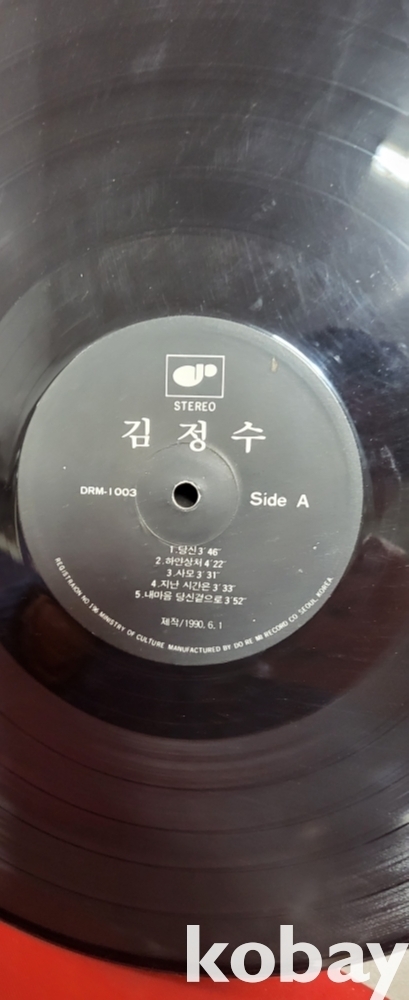 STEREO
김정수
DRM-1003
Side A
1.당신3'46"
2.하얀상처4'22"
3.사모3'31"
4.지난 시간은3'33"
5.내마음 당신곁으로3'52"
제작/1990.6.1
REGISTRAION NO 136 MINISTRY OF CULTURE MANUFACTURED BY DO RE MI RECORD CO SEOUL, KOREA
kobay